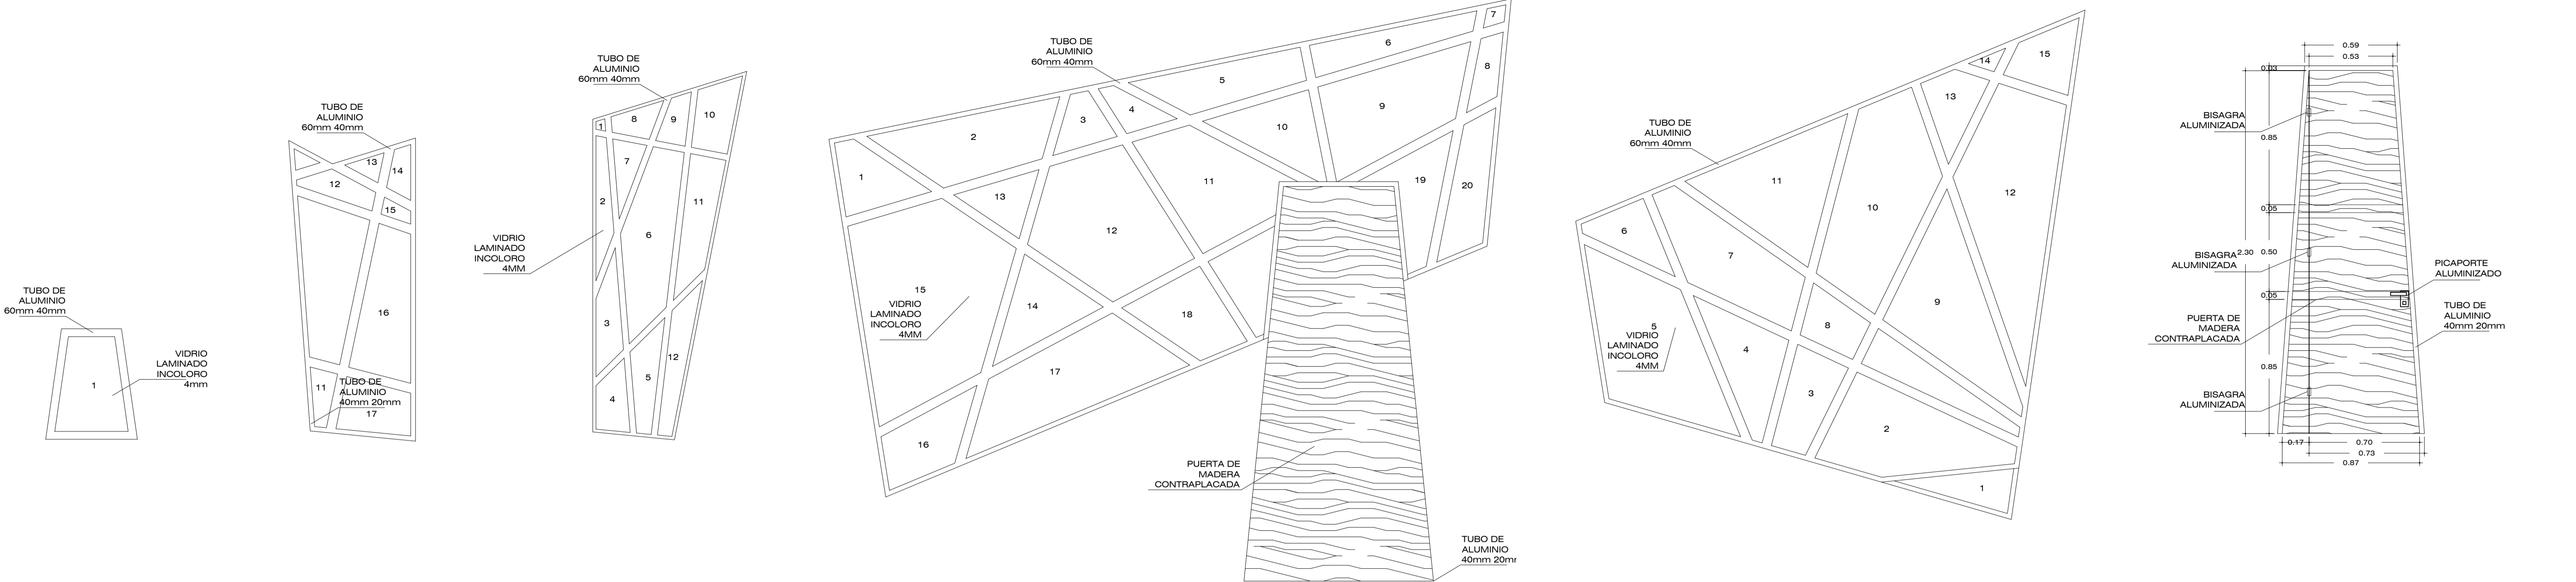 TUBO DE
ALUMINIO
60mm 40mm
1
VIDRIO
LAMINADO
INCOLORO
4mm
TUBO DE
ALUMINIO
60mm 40mm
13
14
12
15
16
11
TUBO DE
ALUMINIO
40mm 20mm
17
TUBO DE
ALUMINIO
60mm 40mm
1
8
9
10
7
2
11
6
VIDRIO
LAMINADO
INCOLORO
4MM
3
12
5
4
TUBO DE
ALUMINIO
60mm 40mm
7
6
5
8
4
9
3
2
10
1
11
19
20
13
12
15
VIDRIO
LAMINADO
INCOLORO
4MM
14
18
17
16
PUERTA DE
MADERA
CONTRAPLACADA
TUBO DE
ALUMINIO
40mm 20mm
TUBO DE
ALUMINIO
60mm 40mm
14
15
13
11
12
10
6
7
9
5
VIDRIO
LAMINADO
INCOLORO
4MM
8
4
3
2
1
0.59
0.53
0.03
BISAGRA
ALUMINIZADA
0.85
0.05
BISAGRA
ALUMINIZADA
2.30
0.50
PICAPORTE
ALUMINIZADO
0.05
TUBO DE
ALUMINIO
40mm 20mm
PUERTA DE
MADERA
CONTRAPLACADA
0.85
BISAGRA
ALUMINIZADA
0.17
0.70
0.73
0.87